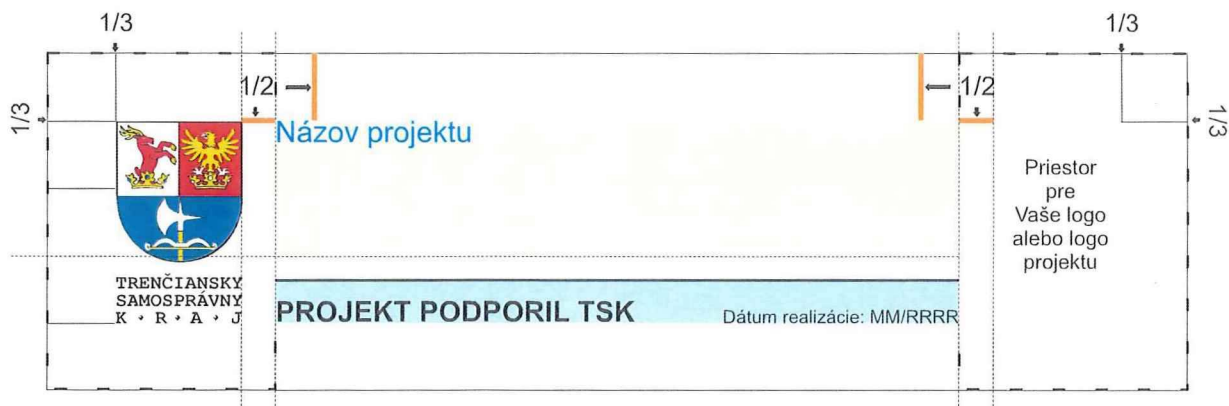 1/3
1/3
1/2
1/2
1/3
1/3
Názov projektu
Priestor
pre
Vaše logo
alebo logo
projektu
TRENČIANSKY
SAMOSPRÁVNY
K • R • A • J
PROJEKT PODPORIL TSK
Dátum realizácie: MM/RRRR